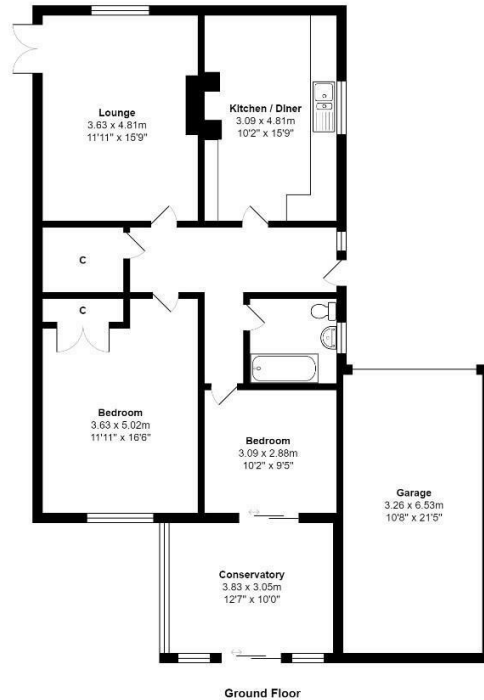 Lounge
3.63 x 4.81m
11'11" x 15'9"
Kitchen / Diner
3.09 x 4.81m
10'2" x 15'9"
C
C
Bedroom
3.63 x 5.02m
11'11" x 16'6"
Bedroom
3.09 x 2.88m
10'2" x 9'5"
Garage
3.26 x 6.53m
10'8" x 21'5"
Conservatory
3.83 x 3.05m
12'7" x 10'0"
Ground Floor